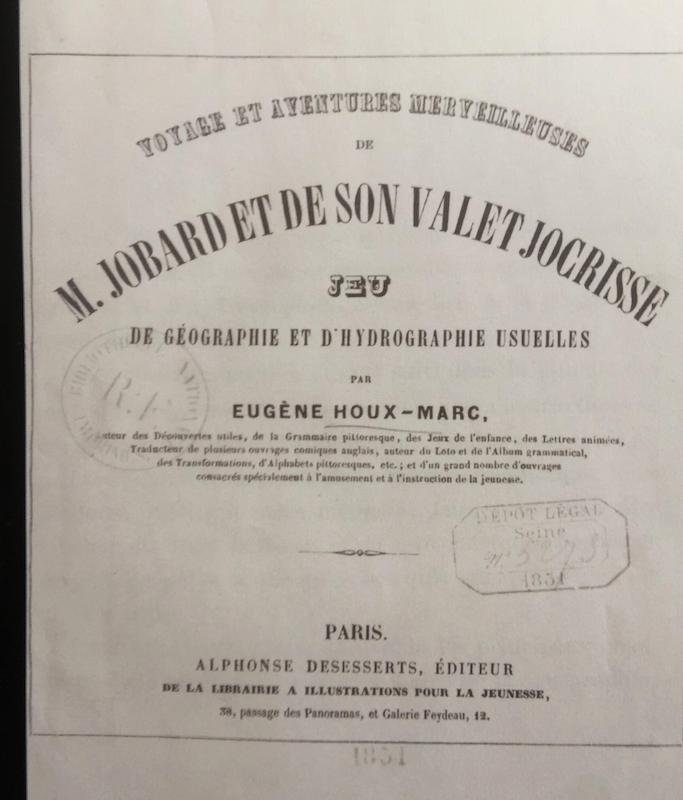 VOYAGE ET AVENTURES MERVEILLEUSES
DE
M. JOBARD ET DE SON VALET JOCRISSE
JEU
DE GÉOGRAPHIE ET D'HYDROGRAPHIE USUELLES
PAR
EUGÈNE HOUX-MARC,
auteur des Découvertes utiles, de la Grammaire pittoresque, des Jeux de l'enfance, des Lettres animées,
Traducteur de plusieurs ouvrages comiques anglais, auteur du Loto et de l'Album grammatical,
des Transformations, d'Alphabets pittoresques, etc.; et d'un grand nombre d'ouvrages
consacrés spécialement à l'amusement et à l'instruction de la jeunesse.
DÉPÔT LÉGAL
Seine
1851
PARIS.
ALPHONSE DESESSERTS, ÉDITEUR
DE LA LIBRAIRIE A ILLUSTRATIONS POUR LA JEUNESSE,
38, passage des Panoramas, et Galerie Feydeau, 12.
1851